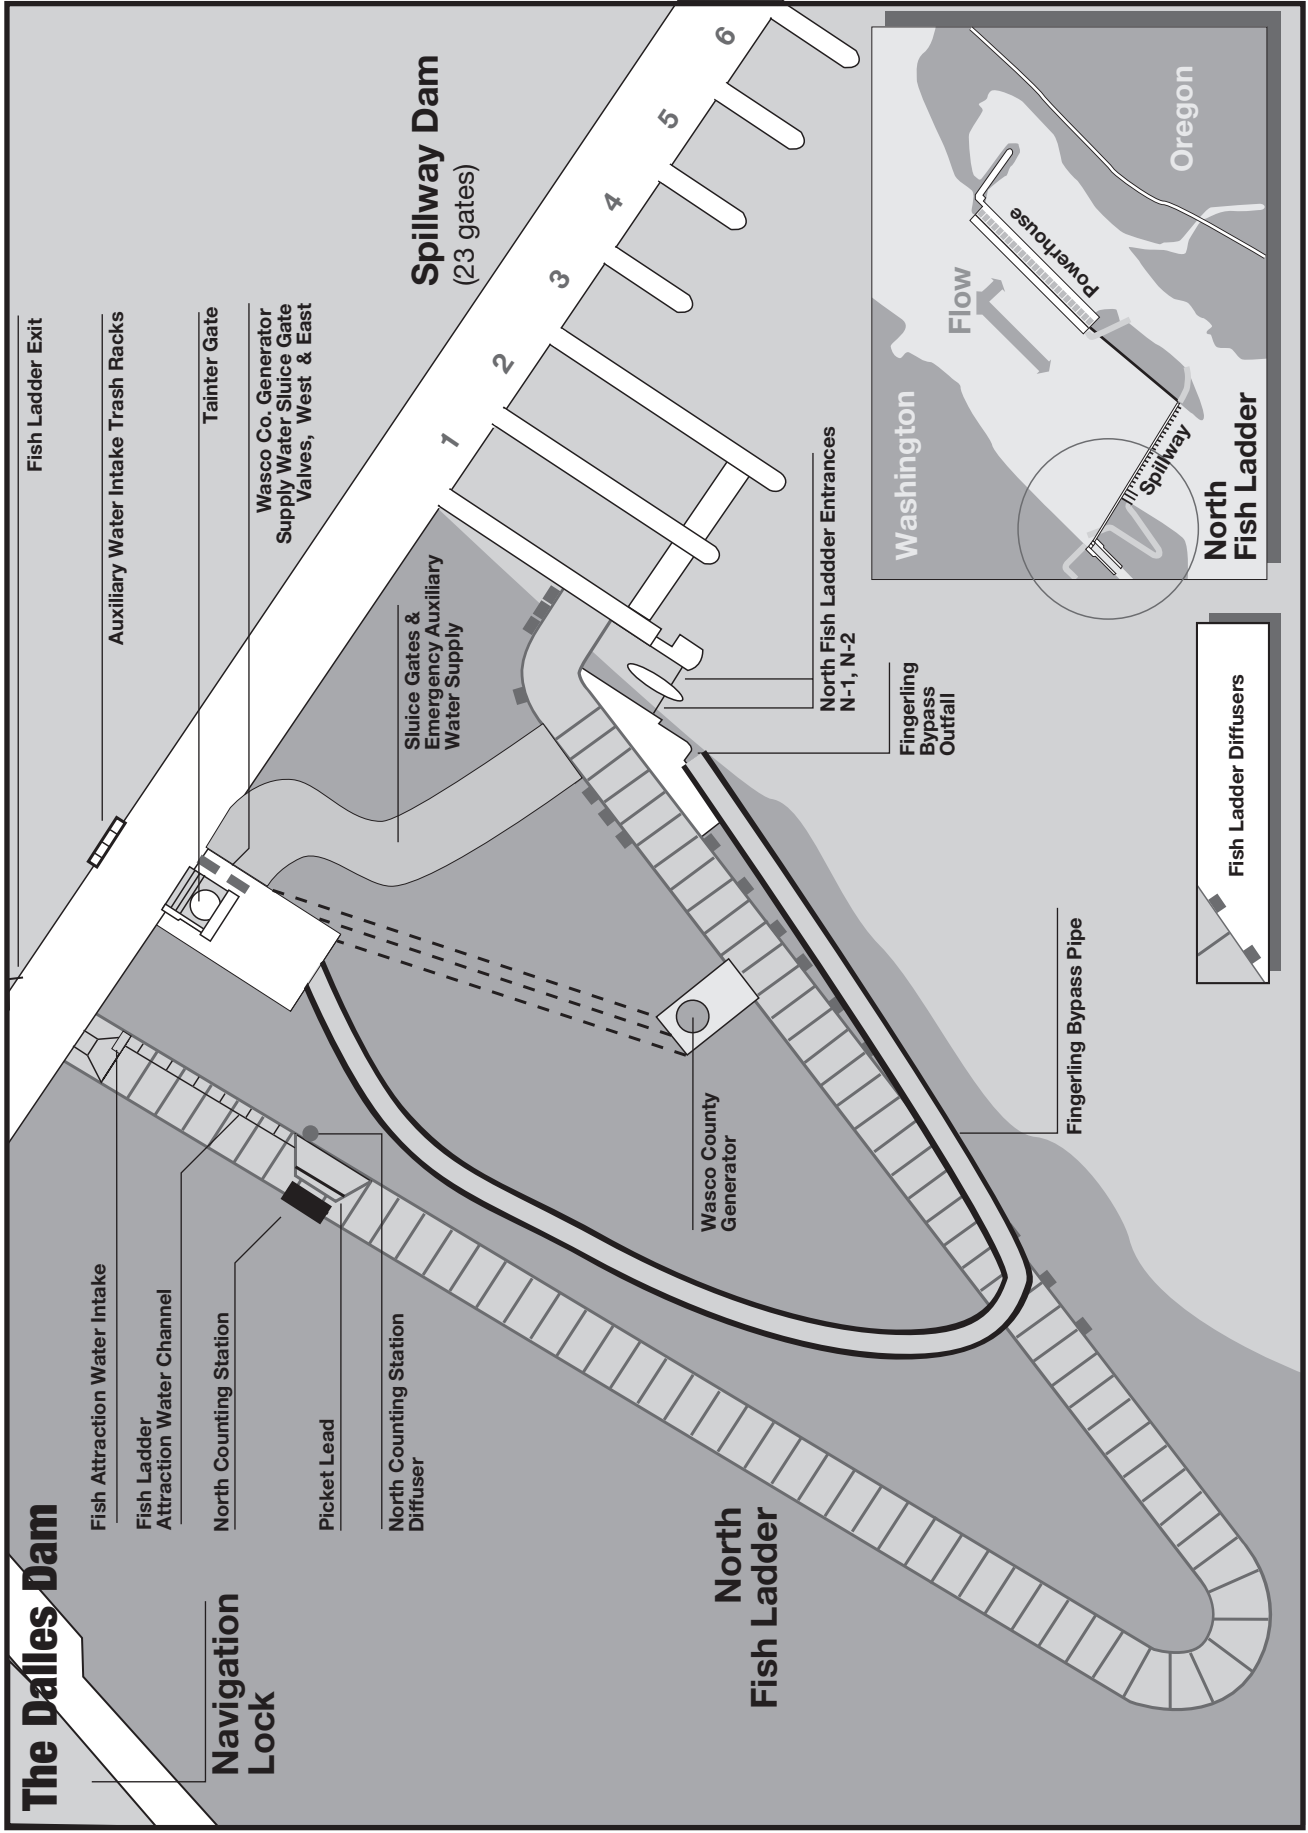 The Dalles Dam
Navigation
Lock
Fish Attraction Water Intake
Fish Ladder
Attraction Water Channel
North Counting Station
Picket Lead
North Counting Station
Diffuser
Fish Ladder Exit
Auxiliary Water Intake Trash Racks
Tainter Gate
Wasco Co. Generator
Supply Water Sluice Gate
Valves, West & East
Sluice Gates &
Emergency Auxiliary
Water Supply
Spillway Dam
(23 gates)
1
2
3
4
5
6
Wasco County
Generator
North
Fish Ladder
North Fish Ladder Entrances
N-1, N-2
Fingerling
Bypass
Outfall
Fingerling Bypass Pipe
Fish Ladder Diffusers
Washington
Flow
Powerhouse
Oregon
Spillway
North
Fish Ladder